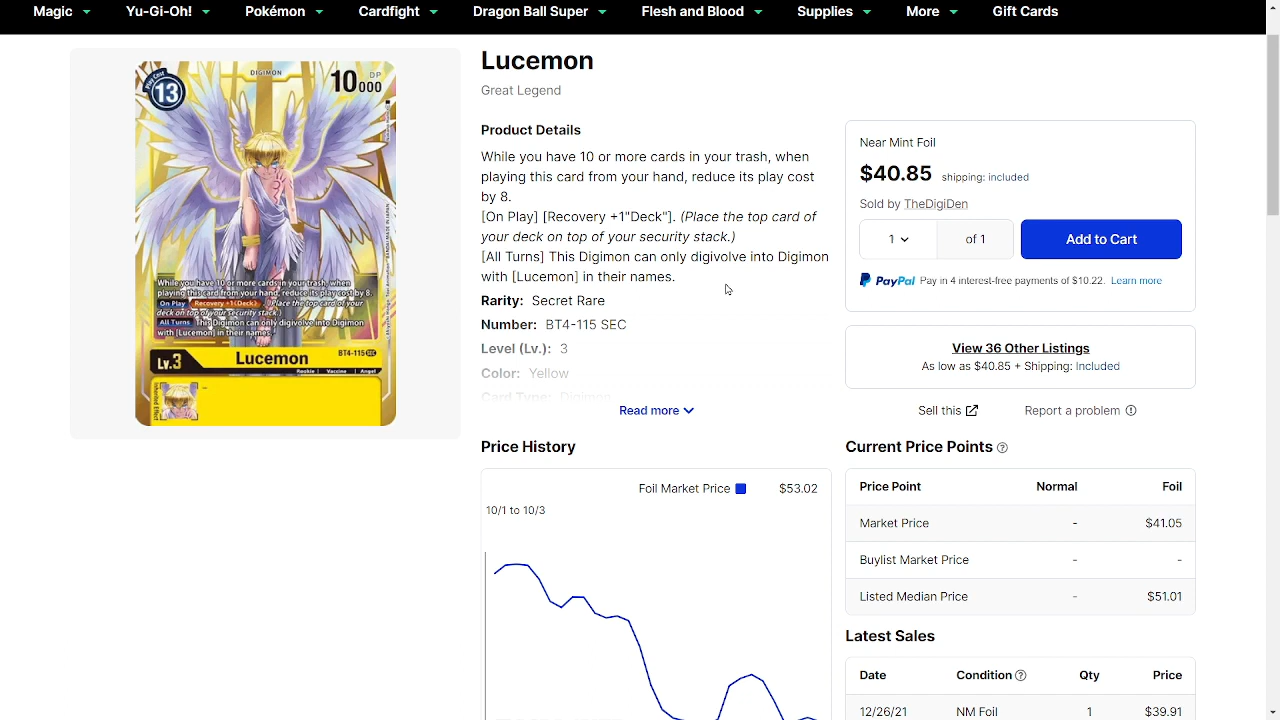 Magic Yu-Gi-Oh! Pokémon Cardfight Dragon Ball Super Flesh and Blood Supplies More Gift Cards
Play Cost
13
DIGIMON
DP
10000
While you have 10 or more cards in your trash, when
playing this card from your hand, reduce its play cost by 8.
On Play Recovery +1 (Deck) (Place the top card of your
deck on top of your security stack.)
All Turns This Digimon can only digivolve into Digimon
with [Lucemon] in their names.
Lv.3
Lucemon
BT4-115 SEC
Rookie Vaccine Angel
Inherited Effect
Lucemon
Great Legend
Product Details
While you have 10 or more cards in your trash, when
playing this card from your hand, reduce its play cost
by 8.
[On Play] [Recovery +1"Deck"]. (Place the top card of
your deck on top of your security stack.)
[All Turns] This Digimon can only digivolve into Digimon
with [Lucemon] in their names.
Rarity: Secret Rare
Number: BT4-115 SEC
Level (Lv.): 3
Color: Yellow
Card Type: Digimon
Read more
Near Mint Foil
$40.85 shipping: included
Sold by TheDigiDen
1 of 1
Add to Cart
PayPal Pay in 4 interest-free payments of $10.22. Learn more
View 36 Other Listings
As low as $40.85 + Shipping: Included
Sell this Report a problem
Price History
Foil Market Price $53.02
10/1 to 10/3
Current Price Points
Price Point Normal Foil
Market Price - $41.05
Buylist Market Price - -
Listed Median Price - $51.01
Latest Sales
Date Condition Qty Price
12/26/21 NM Foil 1 $39.91